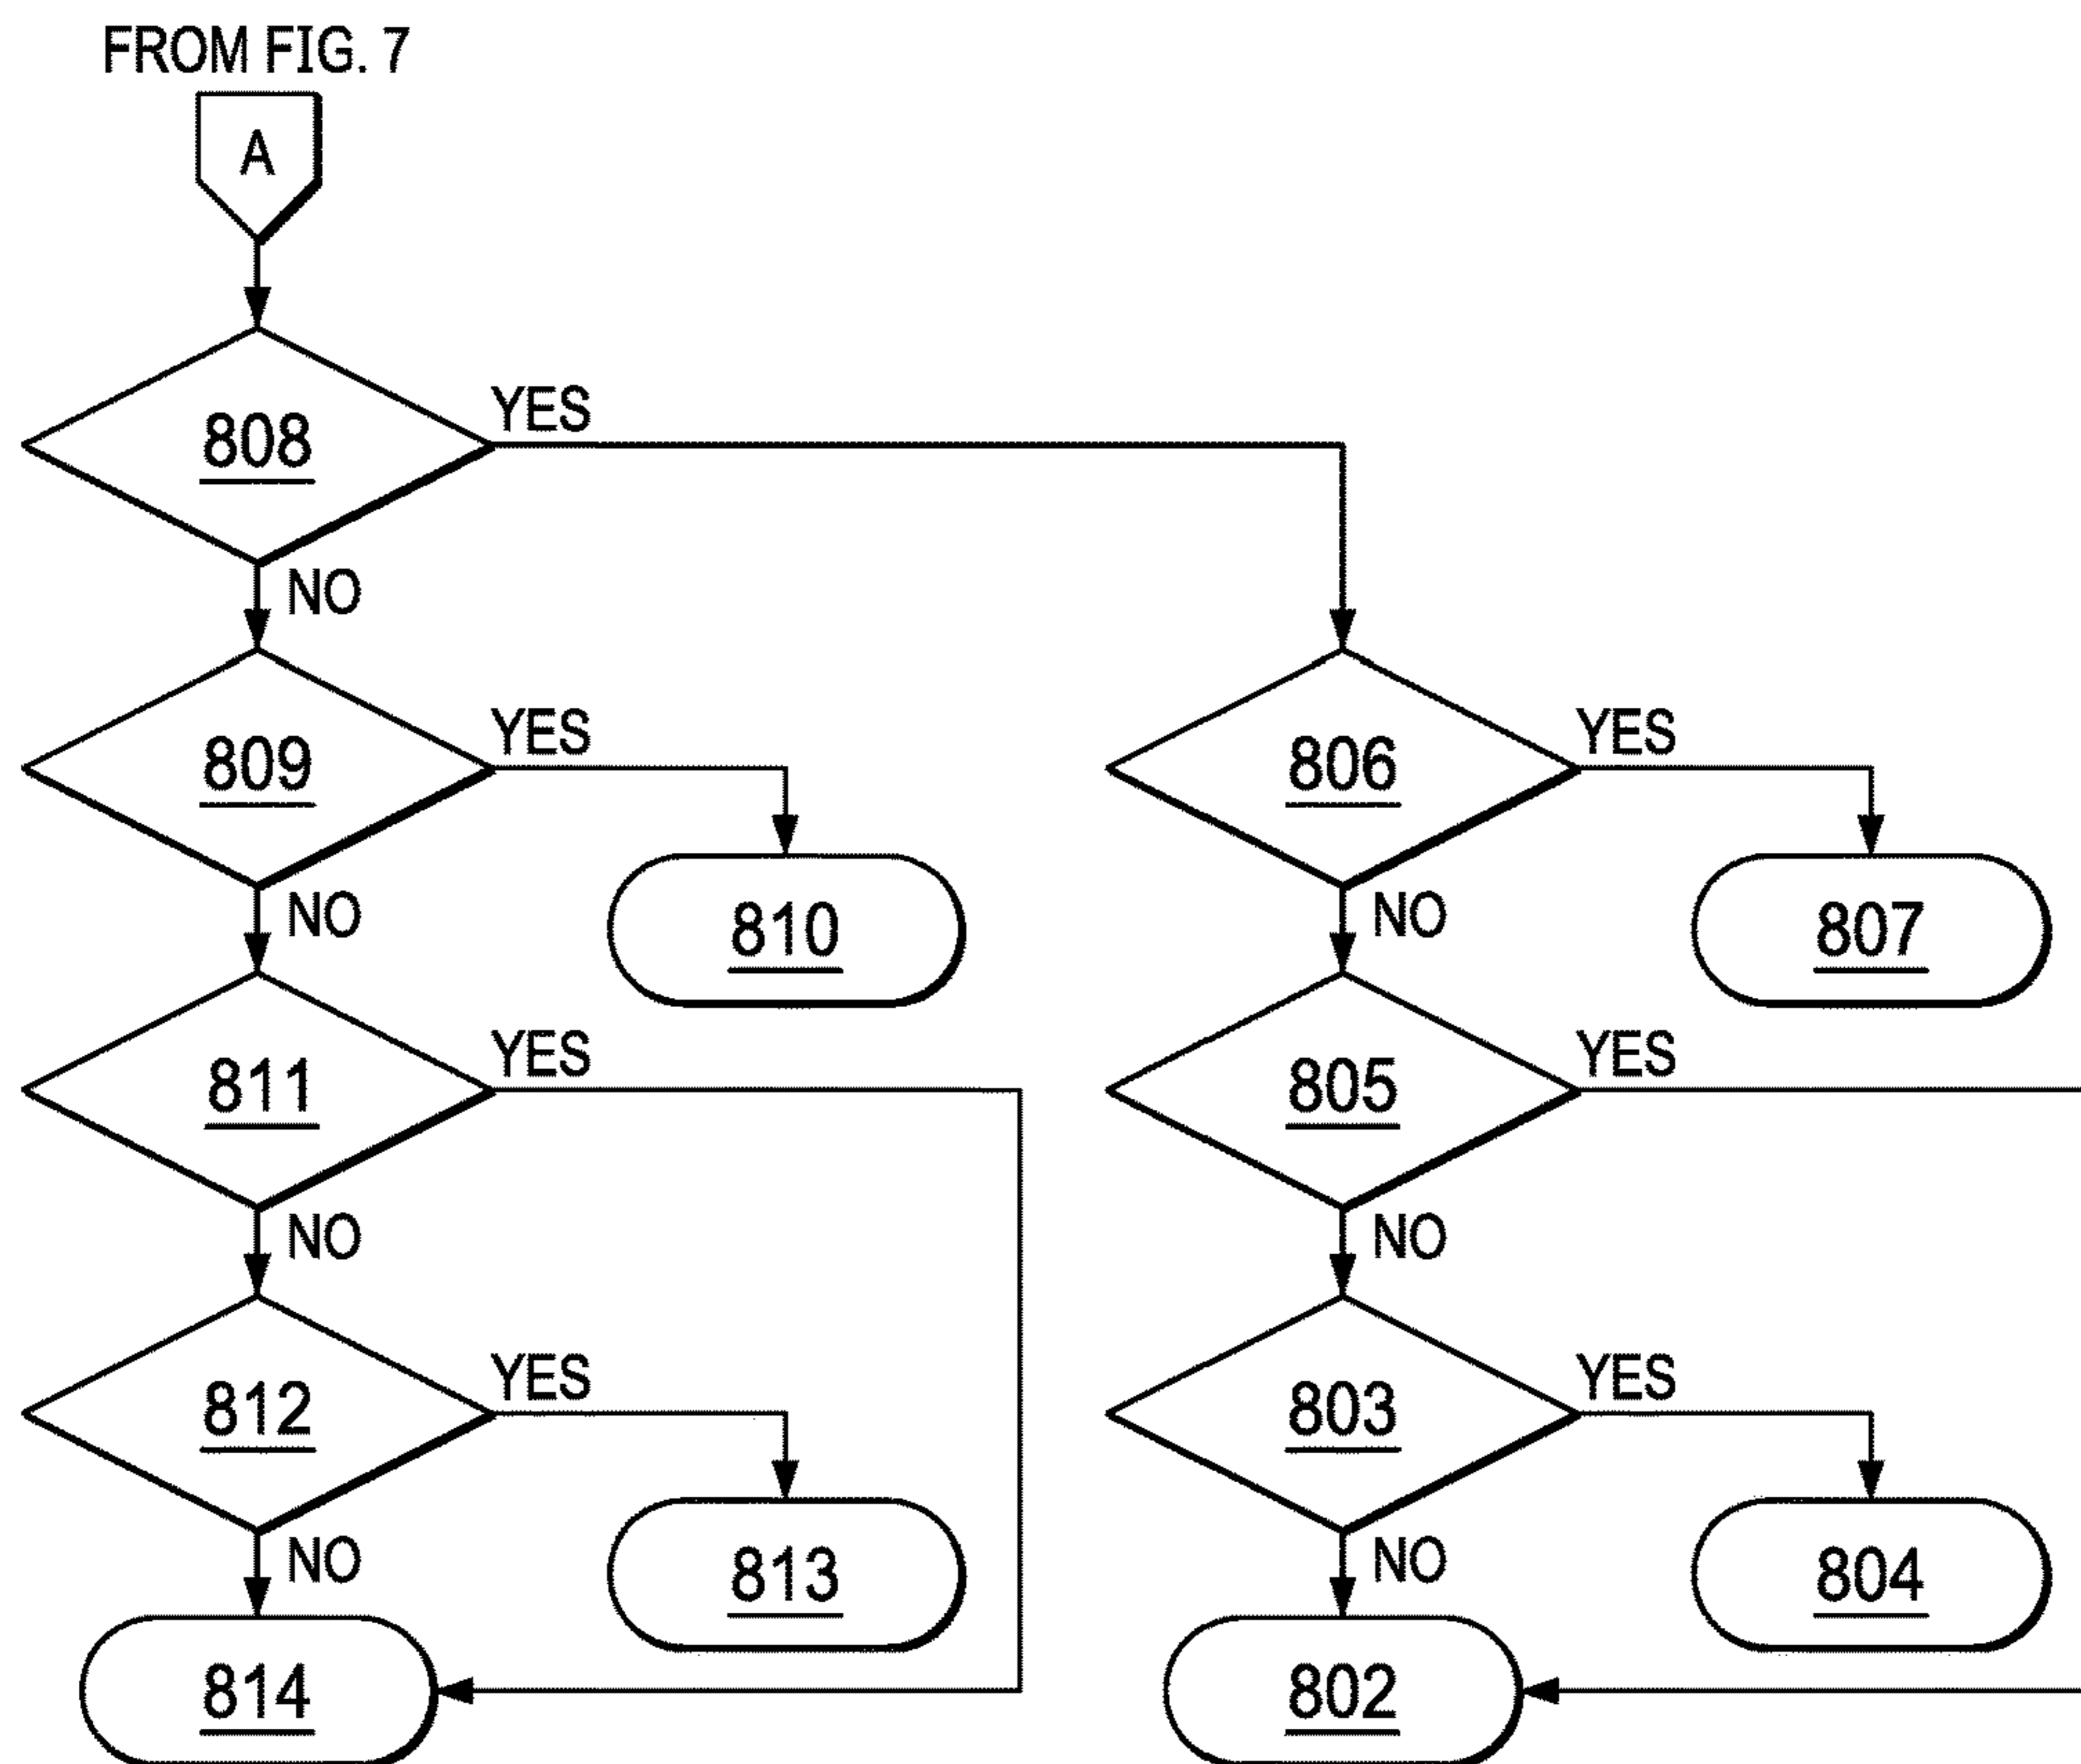 FROM FIG. 7
A
808
YES
NO
809
YES
806
YES
810
807
NO
NO
811
YES
805
YES
NO
NO
812
YES
803
YES
813
804
NO
NO
814
802